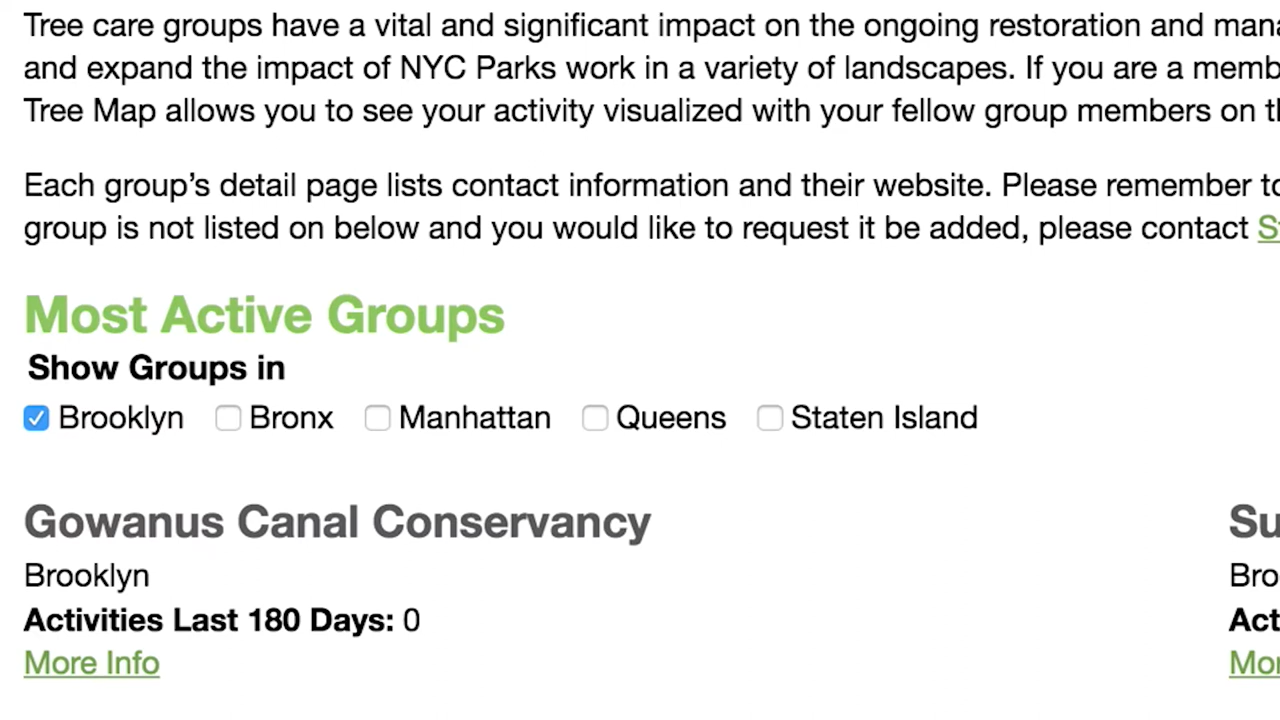 Tree care groups have a vital and significant impact on the ongoing restoration and
and expand the impact of NYC Parks work in a variety of landscapes. If you are a
Tree Map allows you to see your activity visualized with your fellow group members on
Each group’s detail page lists contact information and their website. Please remember to
group is not listed on below and you would like to request it be added, please contact
Most Active Groups
Show Groups in
Brooklyn Bronx Manhattan Queens Staten Island
Gowanus Canal Conservancy
Brooklyn
Activities Last 180 Days: 0
More Info